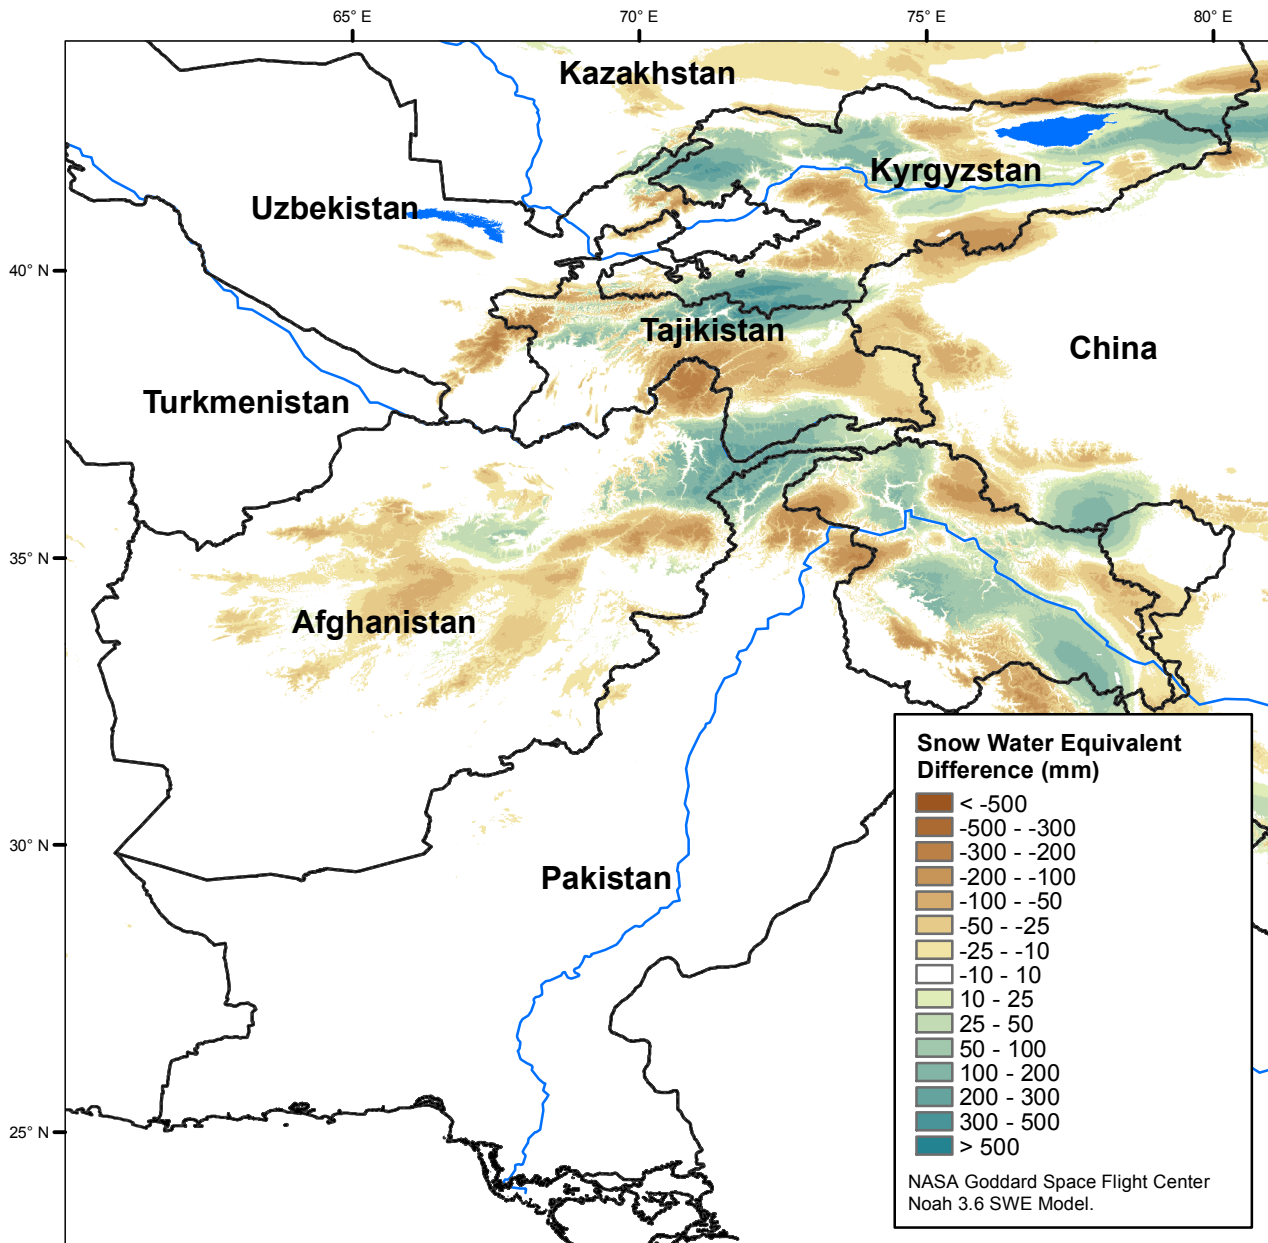 65° E
70° E
75° E
80° E
Kazakhstan
Kyrgyzstan
Uzbekistan
40° N
Tajikistan
China
Turkmenistan
35° N
Afghanistan
30° N
Pakistan
25° N
Snow Water Equivalent
Difference (mm)
< -500
-500 - -300
-300 - -200
-200 - -100
-100 - -50
-50 - -25
-25 - -10
-10 - 10
10 - 25
25 - 50
50 - 100
100 - 200
200 - 300
300 - 500
> 500
NASA Goddard Space Flight Center
Noah 3.6 SWE Model.